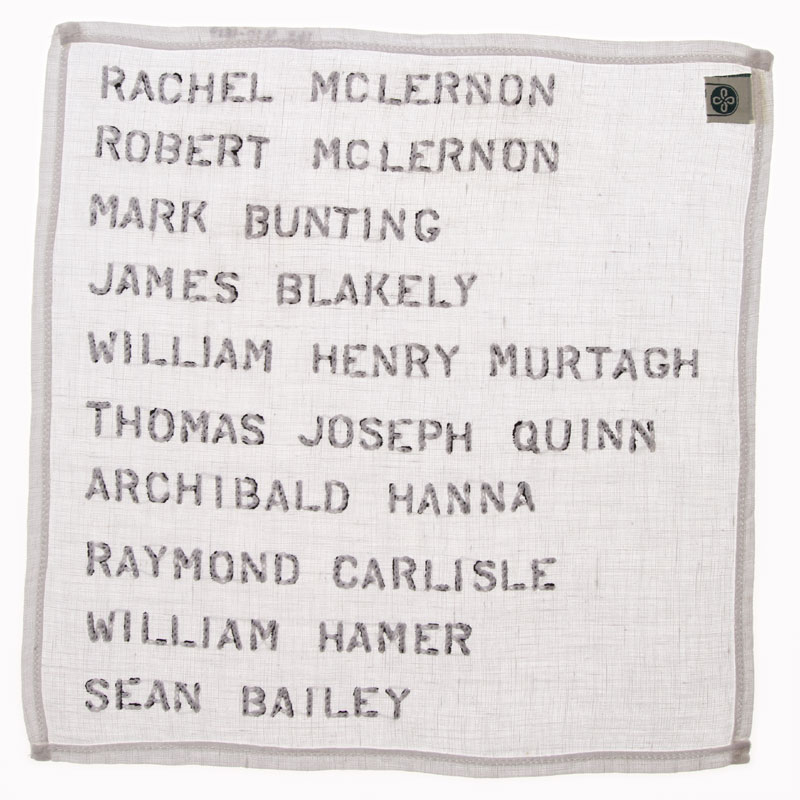 RACHEL MCLERNON
ROBERT MCLERNON
MARK BUNTING
JAMES BLAKELY
WILLIAM HENRY MURTAGH
THOMAS JOSEPH QUINN
ARCHIBALD HANNA
RAYMOND CARLISLE
WILLIAM HAMER
SEAN BAILEY